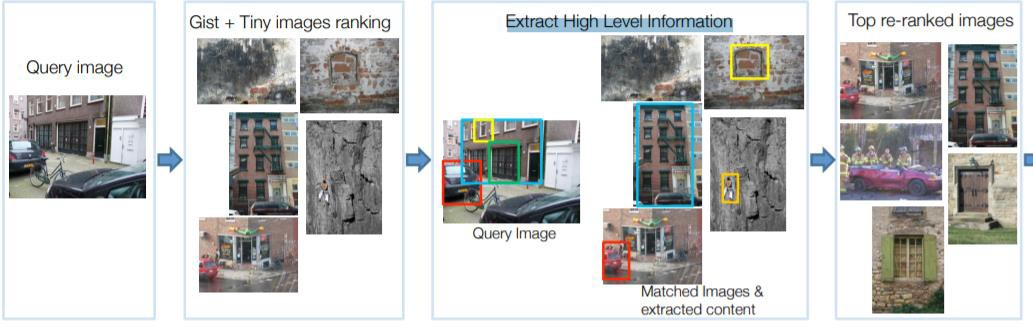 Query image
Gist + Tiny images ranking
Extract High Level Information
Query Image
Matched Images &
extracted content
Top re-ranked images